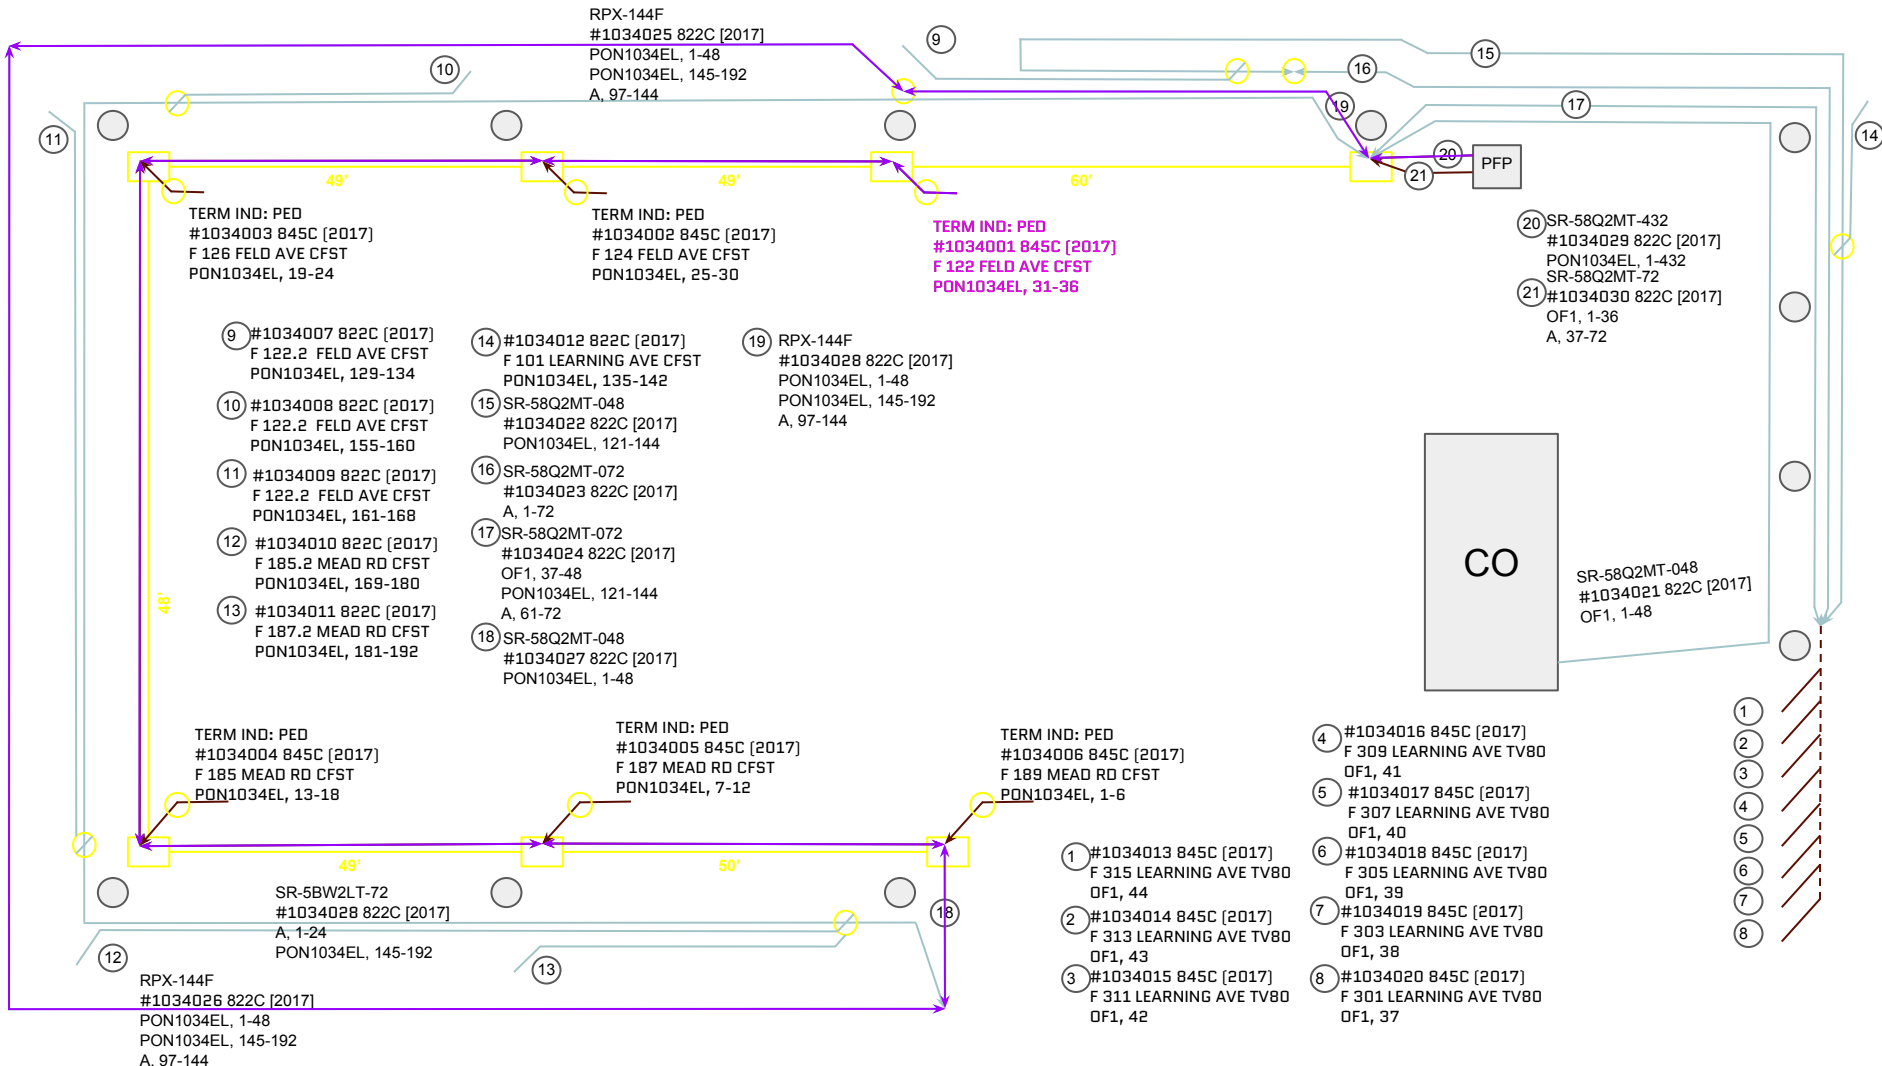 RPX-144F
#1034025 822C [2017]
PON1034EL, 1-48
PON1034EL, 145-192
A, 97-144
9
10
15
16
17
19
11
14
20
21
PFP
49'
49'
60'
TERM IND: PED
#1034003 845C (2017)
F 126 FELD AVE CFST
PON1034EL, 19-24
TERM IND: PED
#1034002 845C (2017)
F 124 FELD AVE CFST
PON1034EL, 25-30
TERM IND: PED
#1034001 845C (2017)
F 122 FELD AVE CFST
PON1034EL, 31-36
20 SR-58Q2MT-432
#1034029 822C [2017]
PON1034EL, 1-432
21 SR-58Q2MT-72
#1034030 822C [2017]
OF1, 1-36
A, 37-72
9 #1034007 822C (2017)
F 122.2 FELD AVE CFST
PON1034EL, 129-134
10 #1034008 822C (2017)
F 122.2 FELD AVE CFST
PON1034EL, 155-160
11 #1034009 822C (2017)
F 122.2 FELD AVE CFST
PON1034EL, 161-168
12 #1034010 822C (2017)
F 185.2 MEAD RD CFST
PON1034EL, 169-180
13 #1034011 822C (2017)
F 187.2 MEAD RD CFST
PON1034EL, 181-192
14 #1034012 822C (2017)
F 101 LEARNING AVE CFST
PON1034EL, 135-142
15 SR-58Q2MT-048
#1034022 822C [2017]
PON1034EL, 121-144
16 SR-58Q2MT-072
#1034023 822C [2017]
A, 1-72
17 SR-58Q2MT-072
#1034024 822C [2017]
OF1, 37-48
PON1034EL, 121-144
A, 61-72
18 SR-58Q2MT-048
#1034027 822C [2017]
PON1034EL, 1-48
19 RPX-144F
#1034028 822C [2017]
PON1034EL, 1-48
PON1034EL, 145-192
A, 97-144
48'
CO
SR-58Q2MT-048
#1034021 822C [2017]
OF1, 1-48
TERM IND: PED
#1034004 845C (2017)
F 185 MEAD RD CFST
PON1034EL, 13-18
TERM IND: PED
#1034005 845C (2017)
F 187 MEAD RD CFST
PON1034EL, 7-12
TERM IND: PED
#1034006 845C (2017)
F 189 MEAD RD CFST
PON1034EL, 1-6
49'
50'
1 #1034013 845C (2017)
F 315 LEARNING AVE TV80
OF1, 44
2 #1034014 845C (2017)
F 313 LEARNING AVE TV80
OF1, 43
3 #1034015 845C (2017)
F 311 LEARNING AVE TV80
OF1, 42
4 #1034016 845C (2017)
F 309 LEARNING AVE TV80
OF1, 41
5 #1034017 845C (2017)
F 307 LEARNING AVE TV80
OF1, 40
6 #1034018 845C (2017)
F 305 LEARNING AVE TV80
OF1, 39
7 #1034019 845C (2017)
F 303 LEARNING AVE TV80
OF1, 38
8 #1034020 845C (2017)
F 301 LEARNING AVE TV80
OF1, 37
1
2
3
4
5
6
7
8
SR-5BW2LT-72
#1034028 822C [2017]
A, 1-24
PON1034EL, 145-192
18
12
13
RPX-144F
#1034026 822C [2017]
PON1034EL, 1-48
PON1034EL, 145-192
A, 97-144